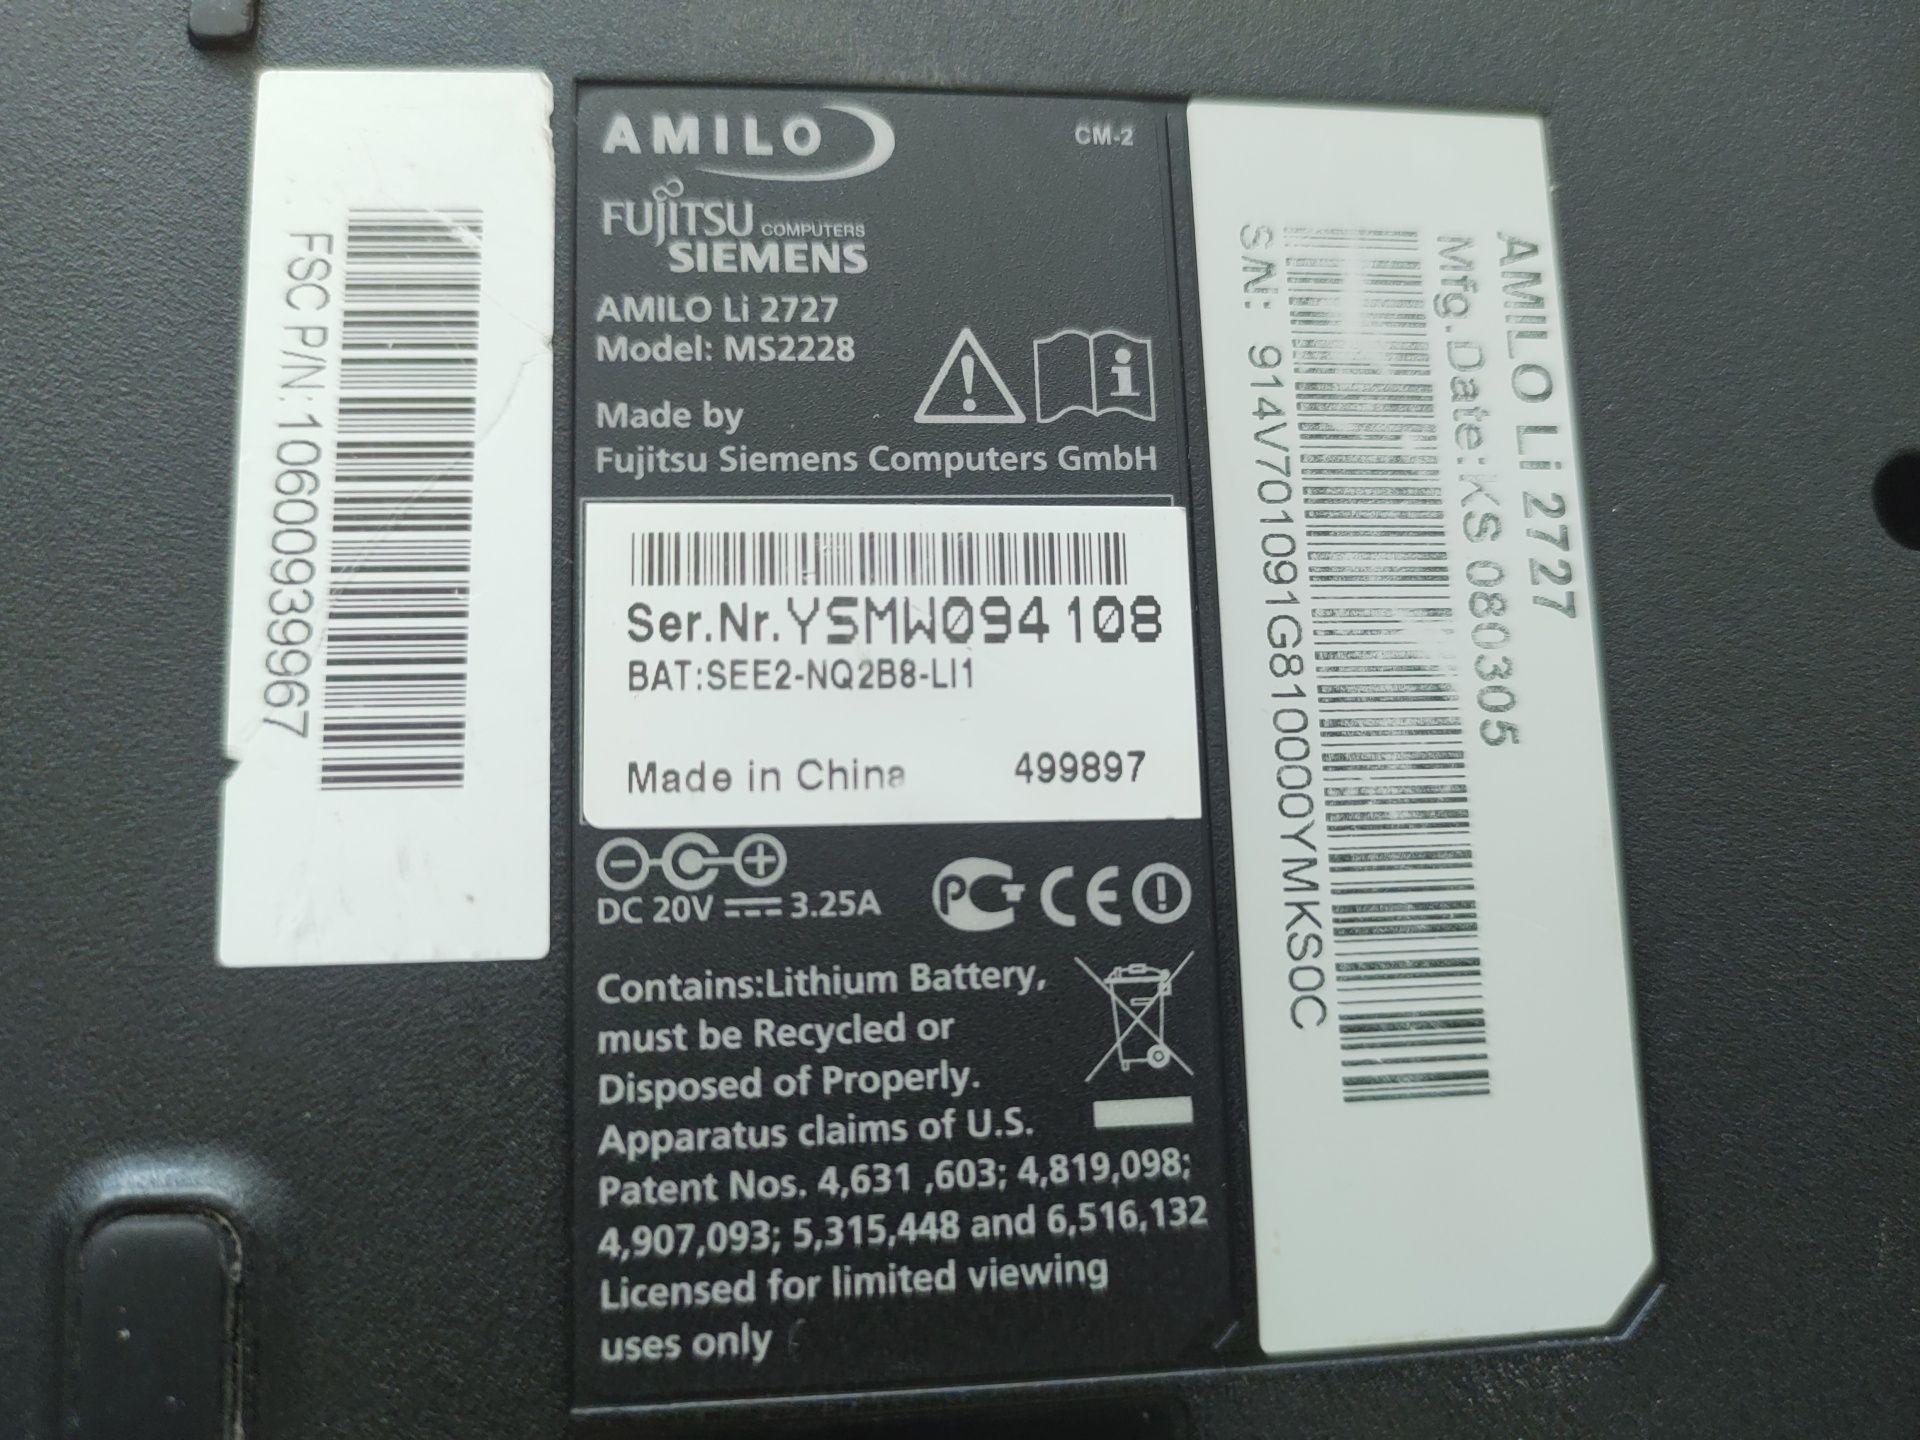 FSC P/N: 10600939967
AMILO
CM-2
FUJITSU COMPUTERS
SIEMENS
AMILO Li 2727
Model: MS2228
Made by
Fujitsu Siemens Computers GmbH
Ser.Nr.YSMW094108
BAT:SEE2-NQ2B8-LI1
Made in China 499897
DC 20V 3.25A
Contains:Lithium Battery,
must be Recycled or
Disposed of Properly.
Apparatus claims of U.S.
Patent Nos. 4,631 ,603; 4,819,098;
4,907,093; 5,315,448 and 6,516,132
Licensed for limited viewing
uses only
AMILO Li 2727
Mfg.Date:KS 080305
S/N: 914V701091G810000YMKS0C